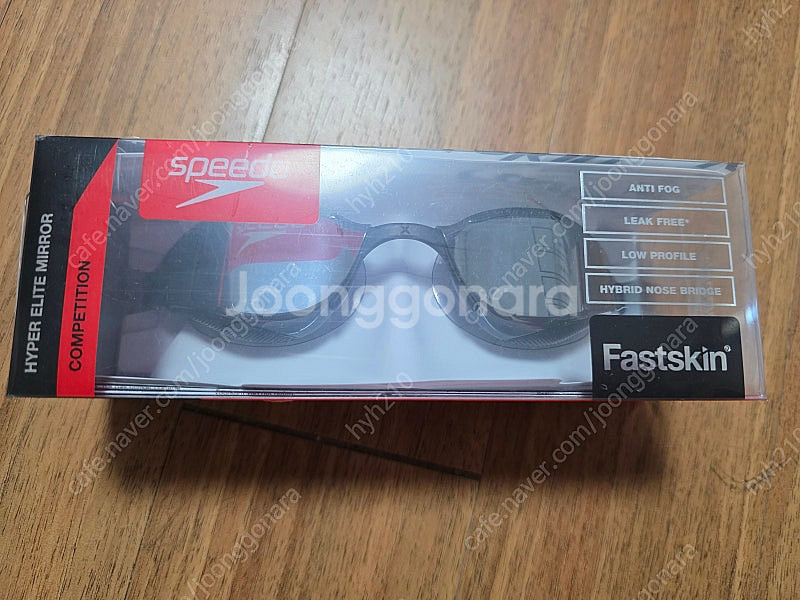 HYPER ELITE MIRROR
COMPETITION
speedo
ANTI FOG
LEAK FREE*
LOW PROFILE
HYBRID NOSE BRIDGE
Fastskin®
X
Joonggonara
cafe.naver.com/joonggonara
hyh210